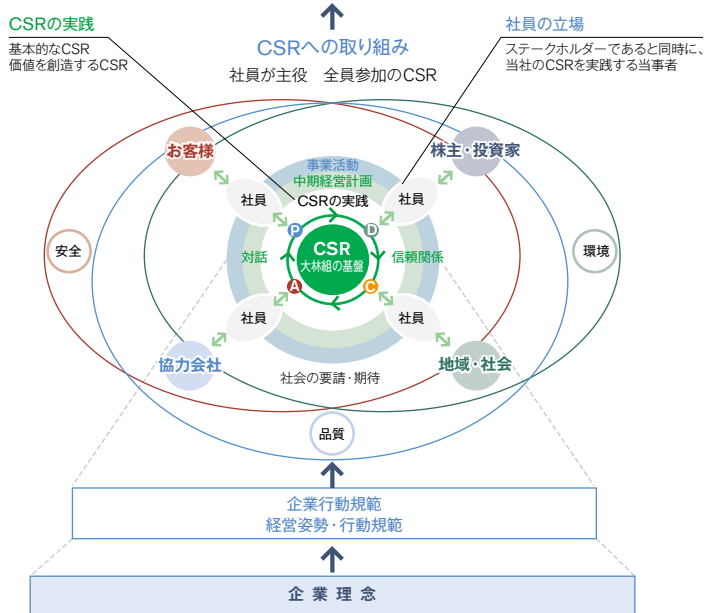 CSRの実践
基本的なCSR
価値を創造するCSR
CSRへの取り組み
社員が主役　全員参加のCSR
社員の立場
ステークホルダーであると同時に、
当社のCSRを実践する当事者
お客様
株主・投資家
事業活動
中期経営計画
CSRの実践
社員
社員
P
D
安全
対話
CSR
大林組の基盤
信頼関係
環境
A
C
社員
社員
協力会社
地域・社会
社会の要請・期待
品質
企業行動規範
経営姿勢・行動規範
企業理念